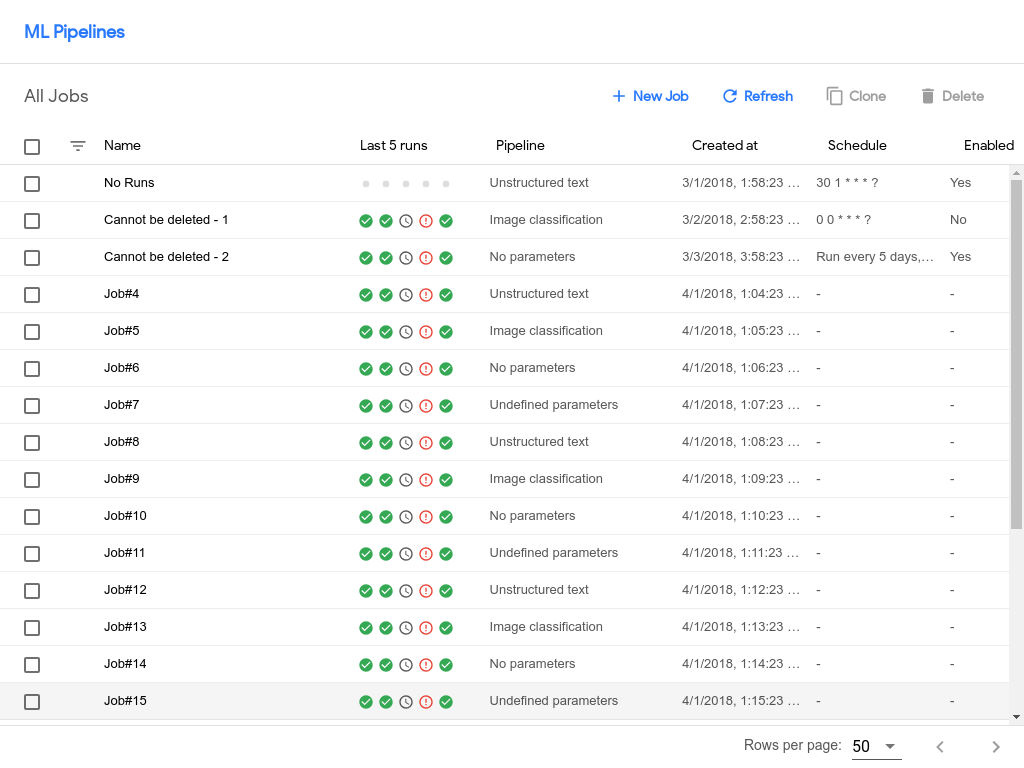 ML Pipelines
All Jobs New Job Refresh Clone Delete
Name Last 5 runs Pipeline Created at Schedule Enabled
No Runs Unstructured text 3/1/2018, 1:58:23 … 30 1 * * * ? Yes
Cannot be deleted - 1 Image classification 3/2/2018, 2:58:23 … 0 0 * * * ? No
Cannot be deleted - 2 No parameters 3/3/2018, 3:58:23 … Run every 5 days,… Yes
Job#4 Unstructured text 4/1/2018, 1:04:23 … - -
Job#5 Image classification 4/1/2018, 1:05:23 … - -
Job#6 No parameters 4/1/2018, 1:06:23 … - -
Job#7 Undefined parameters 4/1/2018, 1:07:23 … - -
Job#8 Unstructured text 4/1/2018, 1:08:23 … - -
Job#9 Image classification 4/1/2018, 1:09:23 … - -
Job#10 No parameters 4/1/2018, 1:10:23 … - -
Job#11 Undefined parameters 4/1/2018, 1:11:23 … - -
Job#12 Unstructured text 4/1/2018, 1:12:23 … - -
Job#13 Image classification 4/1/2018, 1:13:23 … - -
Job#14 No parameters 4/1/2018, 1:14:23 … - -
Job#15 Undefined parameters 4/1/2018, 1:15:23 … - -
Rows per page: 50